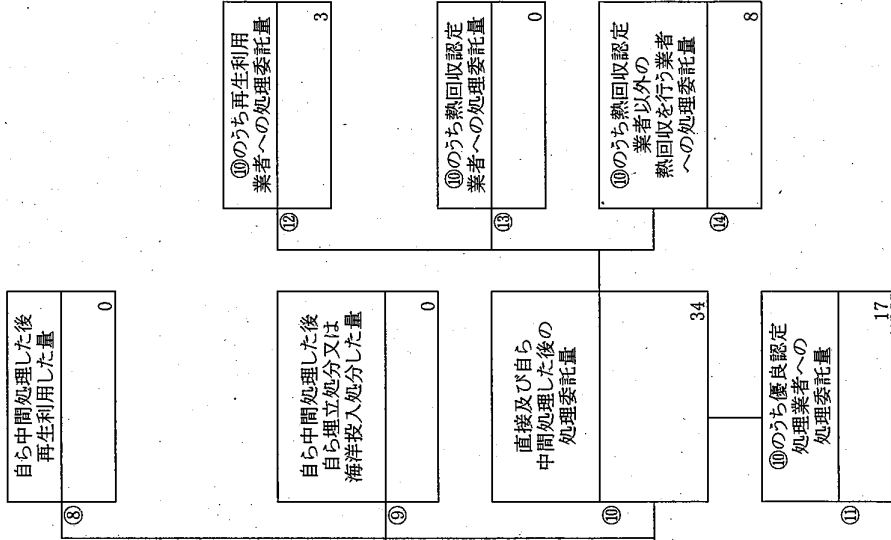 ⑧
自ら中間処理した後
再生利用した量
0
⑨
自ら中間処理した後
自ら埋立処分又は
海洋投入処分した量
0
⑩
直接及び自ら
中間処理した後の
処理委託量
34
⑪
⑩のうち優良認定
処理業者への
処理委託量
17
⑫
⑩のうち再生利用
業者への処理委託量
3
⑬
⑩のうち熱回収認定
業者への処理委託量
0
⑭
⑩のうち熱回収認定
業者以外の
熱回収を行う業者
への処理委託量
8